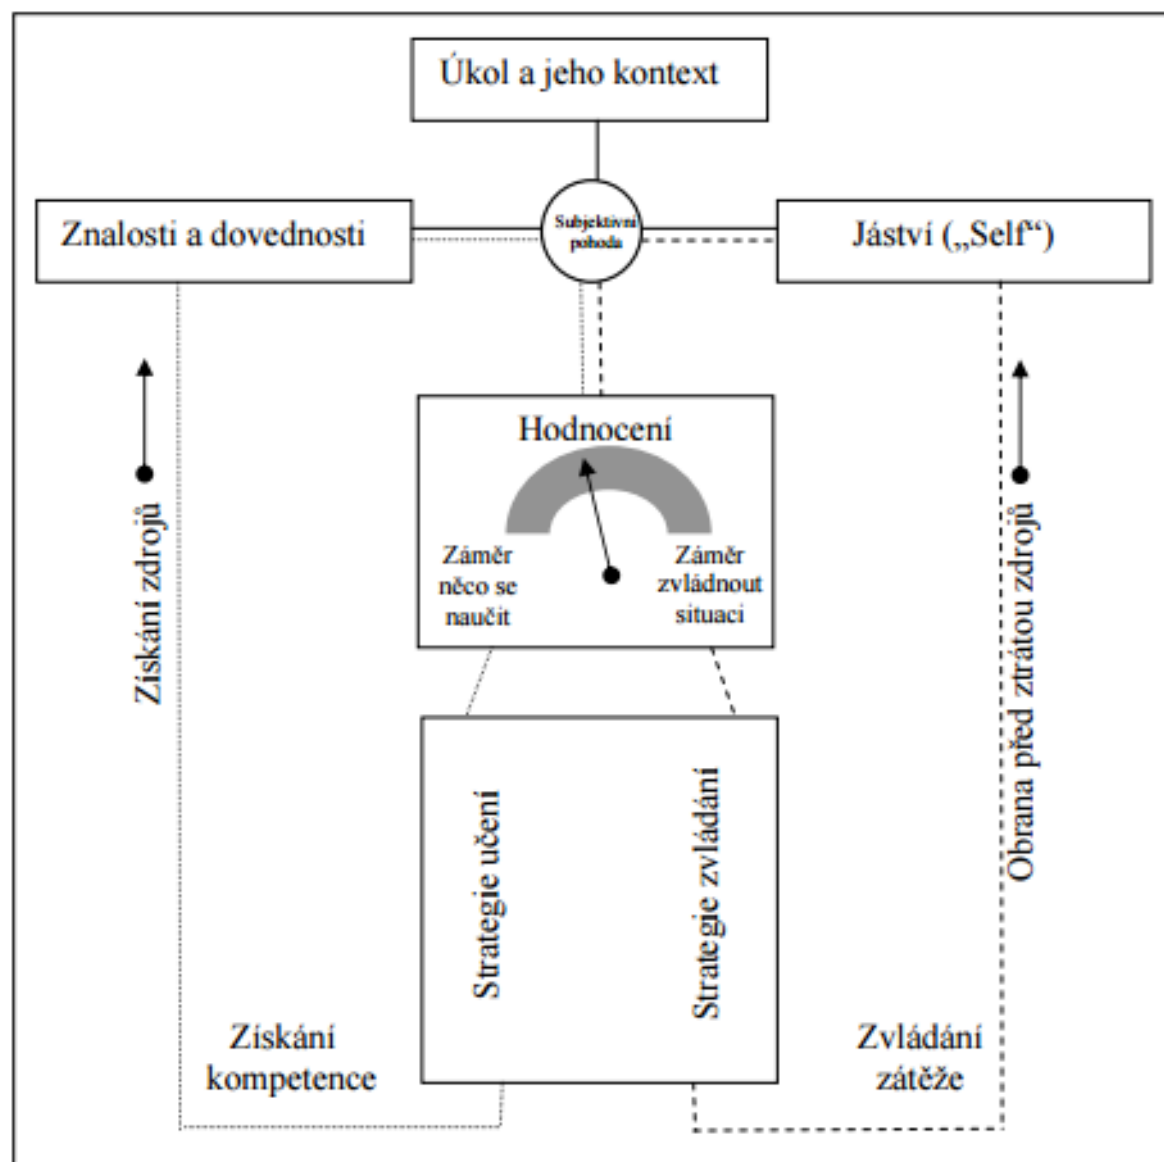 Úkol a jeho kontext
Znalosti a dovednosti
Subjektivní
pohoda
Jáství („Self“)
Hodnocení
Záměr
něco se
naučit
Záměr
zvládnout
situaci
Získání zdrojů
Obrana před ztrátou zdrojů
Strategie učení
Strategie zvládání
Získání
kompetence
Zvládání
zátěže